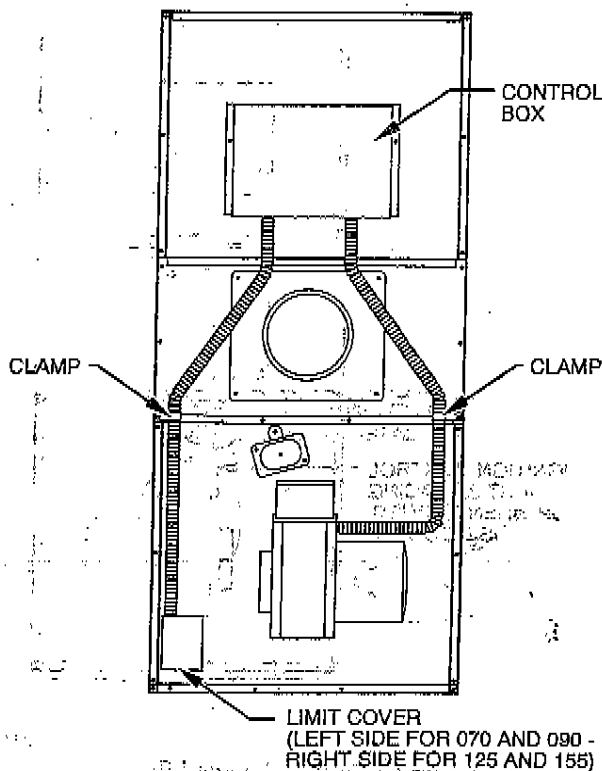 CONTROL
BOX
CLAMP
CLAMP
LIMIT COVER
(LEFT SIDE FOR 070 AND 090 -
RIGHT SIDE FOR 125 AND 155)